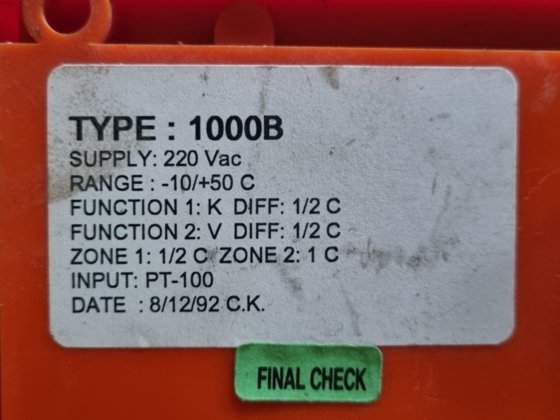 TYPE : 1000B
SUPPLY: 220 Vac
RANGE : -10/+50 C
FUNCTION 1: K DIFF: 1/2 C
FUNCTION 2: V DIFF: 1/2 C
ZONE 1: 1/2 C ZONE 2: 1 C
INPUT: PT-100
DATE : 8/12/92 C.K.
FINAL CHECK